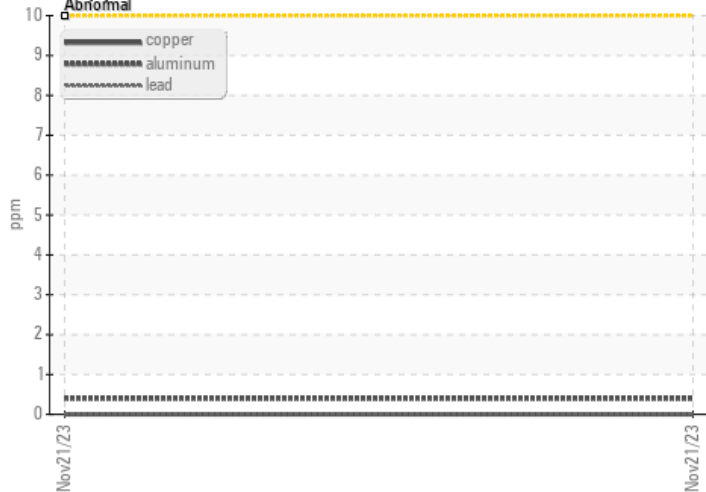 Abnormal
10
copper
aluminum
lead
9
8
7
6
5
4
3
2
1
0
ppm
Nov21/23
Nov21/23